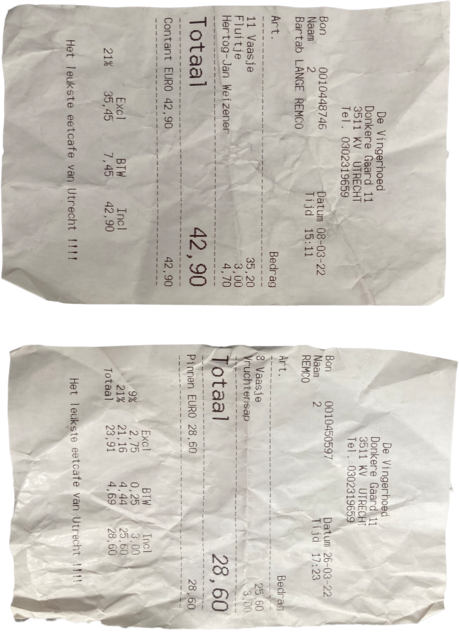 De Vingerhoed
Donkere Gaard 11
3511 KV UTRECHT
Tel. 0302319659
Bon 0010448746 Datum 08-03-22
Naam 2 Tijd 15:11
Bartab LANGE REMCO
Art. Bedrag
11 Vaasje 35,20
Fluitje 3,00
Hertog-Jan Weizener 4,70
Totaal 42,90
Contant EURO 42,90 42,90
Excl BTW Incl
21% 35,45 7,45 42,90
Het leukste eetcafe van Utrecht !!!!
De Vingerhoed
Donkere Gaard 11
3511 KV UTRECHT
Tel. 0302319659
Bon 0010450597 Datum 26-03-22
Naam 2 Tijd 17:23
REMCO
Art. Bedrag
8 Vaasje 25,60
Vruchtensap 3,00
Totaal 28,60
Pinnan EURO 28,60 28,60
Excl BTW Incl
9% 2,75 0,25 3,00
21% 21,16 4,44 25,60
Totaal 23,91 4,69 28,60
Het leukste eetcafe van Utrecht !!!!